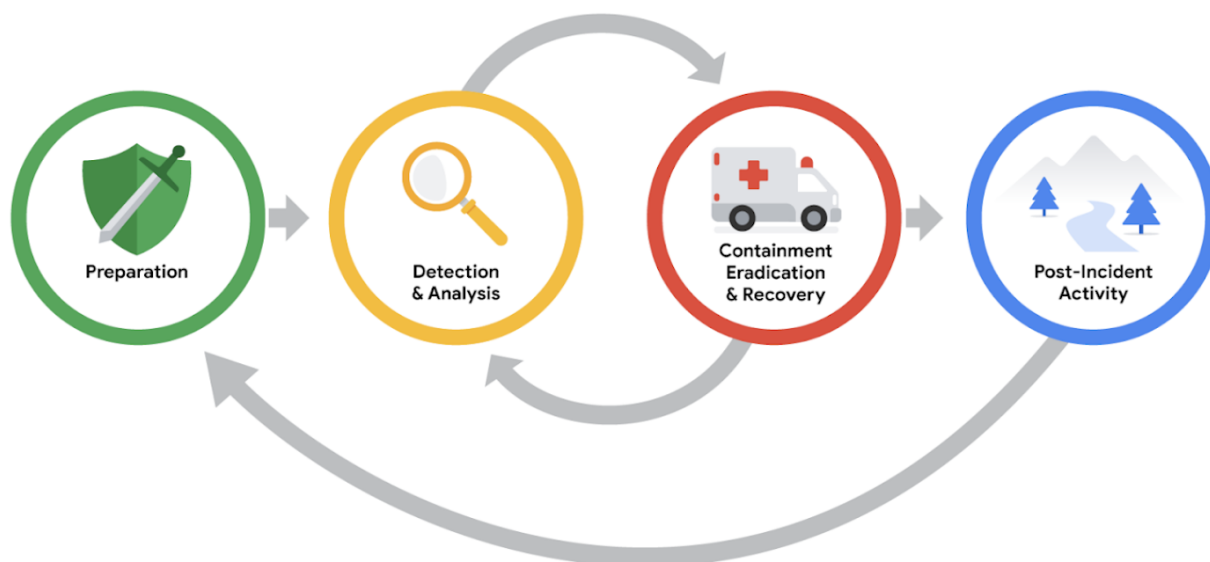 Preparation
Detection
& Analysis
Containment
Eradication
& Recovery
Post-Incident
Activity